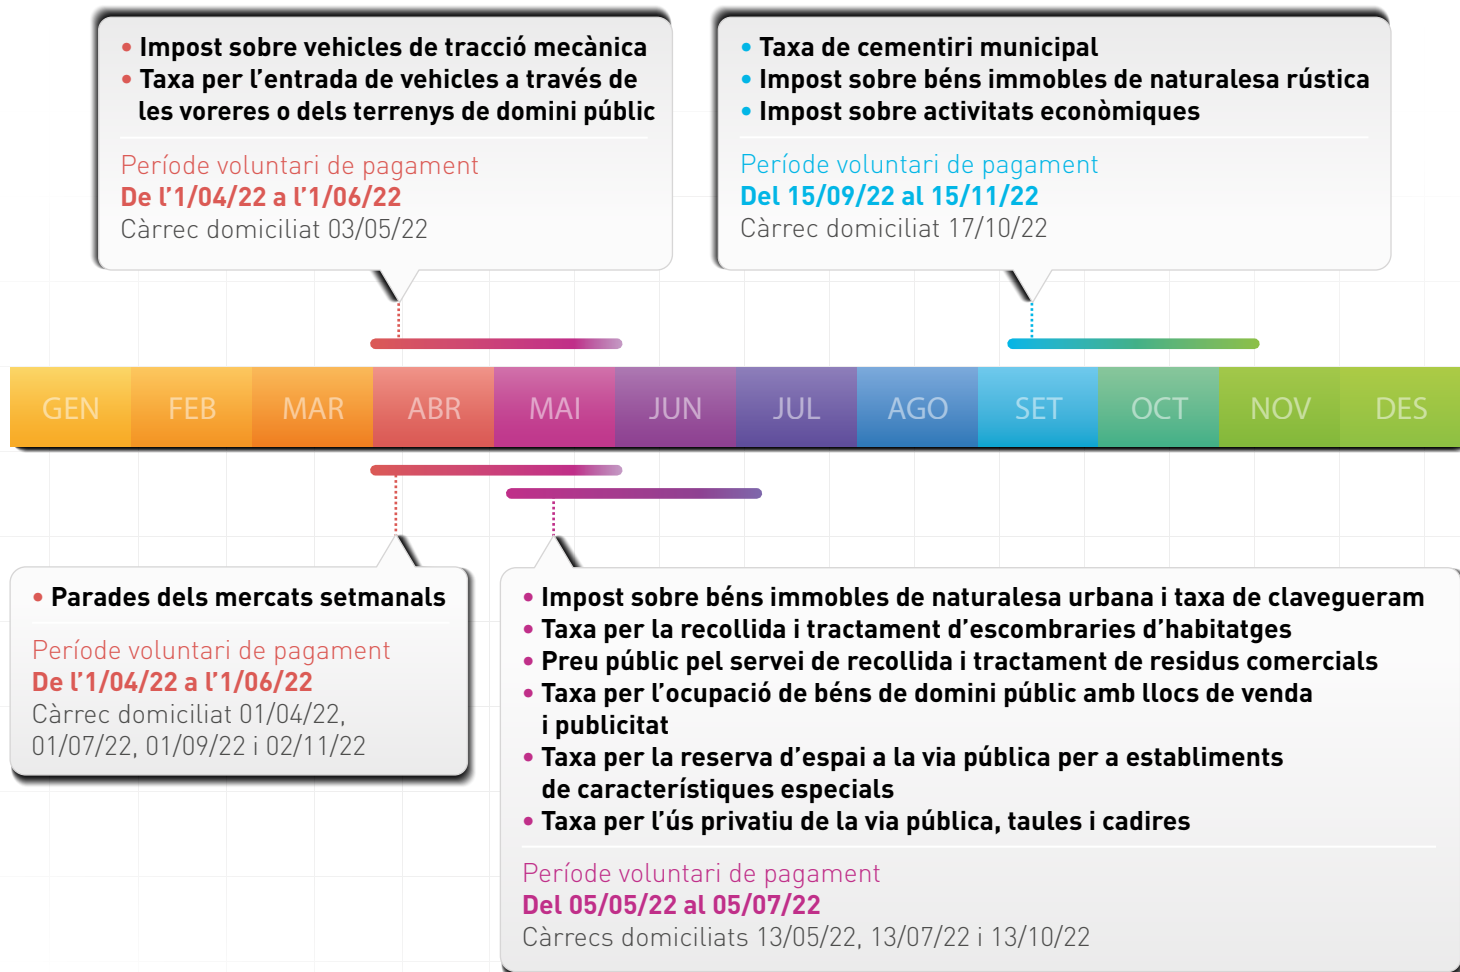 • Impost sobre vehicles de tracció mecànica
• Taxa per l’entrada de vehicles a través de
les voreres o dels terrenys de domini públic
Període voluntari de pagament
De l’1/04/22 a l’1/06/22
Càrrec domiciliat 03/05/22
• Taxa de cementiri municipal
• Impost sobre béns immobles de naturalesa rústica
• Impost sobre activitats econòmiques
Període voluntari de pagament
Del 15/09/22 al 15/11/22
Càrrec domiciliat 17/10/22
GEN FEB MAR ABR MAI JUN JUL AGO SET OCT NOV DES
• Parades dels mercats setmanals
Període voluntari de pagament
De l’1/04/22 a l’1/06/22
Càrrec domiciliat 01/04/22,
01/07/22, 01/09/22 i 02/11/22
• Impost sobre béns immobles de naturalesa urbana i taxa de clavegueram
• Taxa per la recollida i tractament d’escombraries d’habitatges
• Preu públic pel servei de recollida i tractament de residus comercials
• Taxa per l’ocupació de béns de domini públic amb llocs de venda
i publicitat
• Taxa per la reserva d’espai a la via pública per a establiments
de característiques especials
• Taxa per l’ús privatiu de la via pública, taules i cadires
Període voluntari de pagament
Del 05/05/22 al 05/07/22
Càrrecs domiciliats 13/05/22, 13/07/22 i 13/10/22